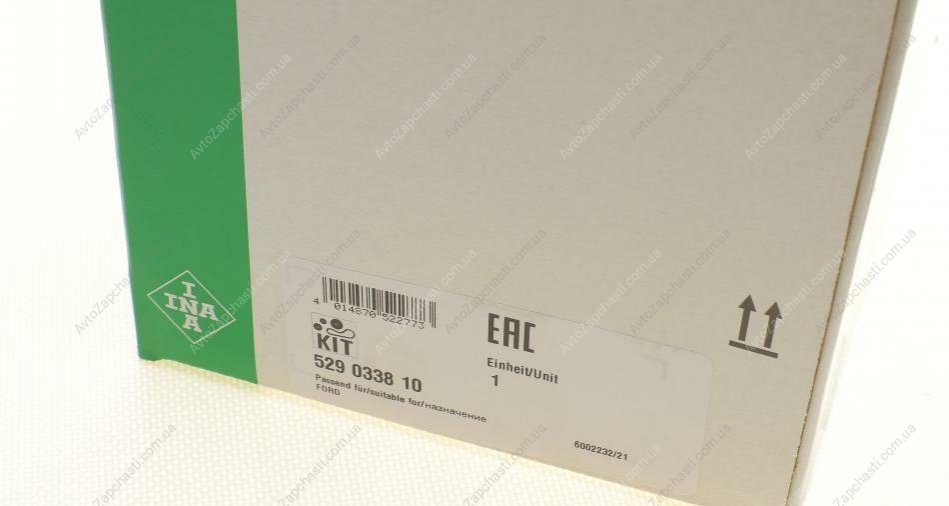 I
INA
A
4 014870 522773
KIT
529 0338 10
Passend für/suitable for/назначение
FORD
EAC
Einheit/Unit
1
6002232/21
AvtoZapchasti.com.ua